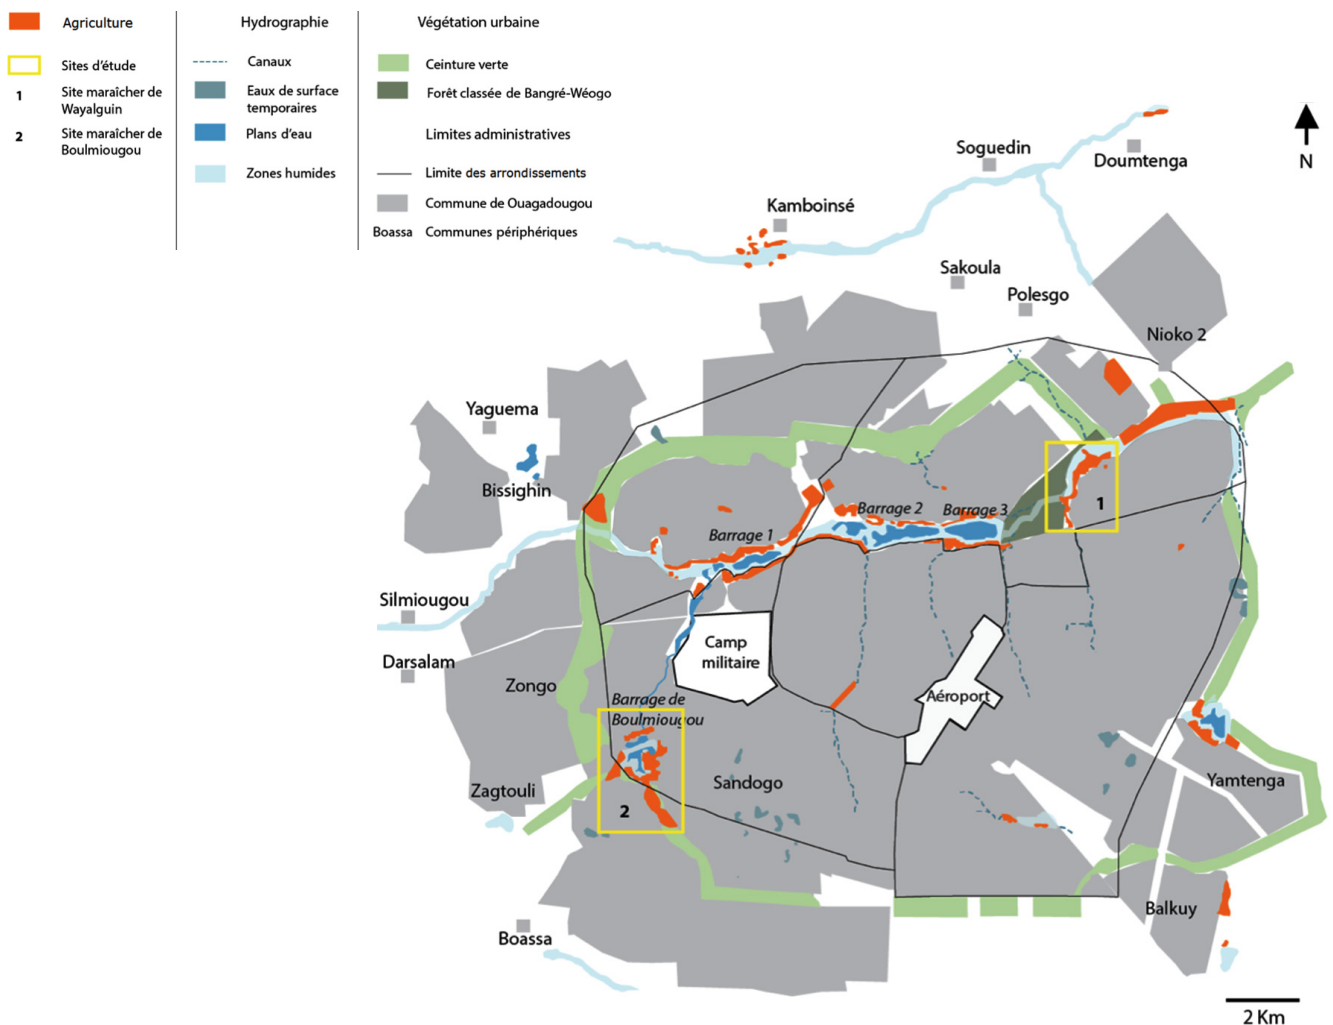 Agriculture
Sites d'étude
1 Site maraîcher de
Wayalguin
2 Site maraîcher de
Boulmiougou
Hydrographie
Canaux
Eaux de surface
temporaires
Plans d'eau
Zones humides
Végétation urbaine
Ceinture verte
Forêt classée de Bangré-Wéogo
Limites administratives
Limite des arrondissements
Commune de Ouagadougou
Boassa Communes périphériques
N
Soguedin
Doumtenga
Kamboinsé
Sakoula
Polesgo
Nioko 2
Yaguema
Bissighin
Barrage 1
Barrage 2
Barrage 3
1
Silmiougou
Darsalam
Camp
militaire
Zongo
Aéroport
Barrage de
Boulmiougou
Zagtouli
2
Sandogo
Yamtenga
Balkuy
Boassa
2 Km